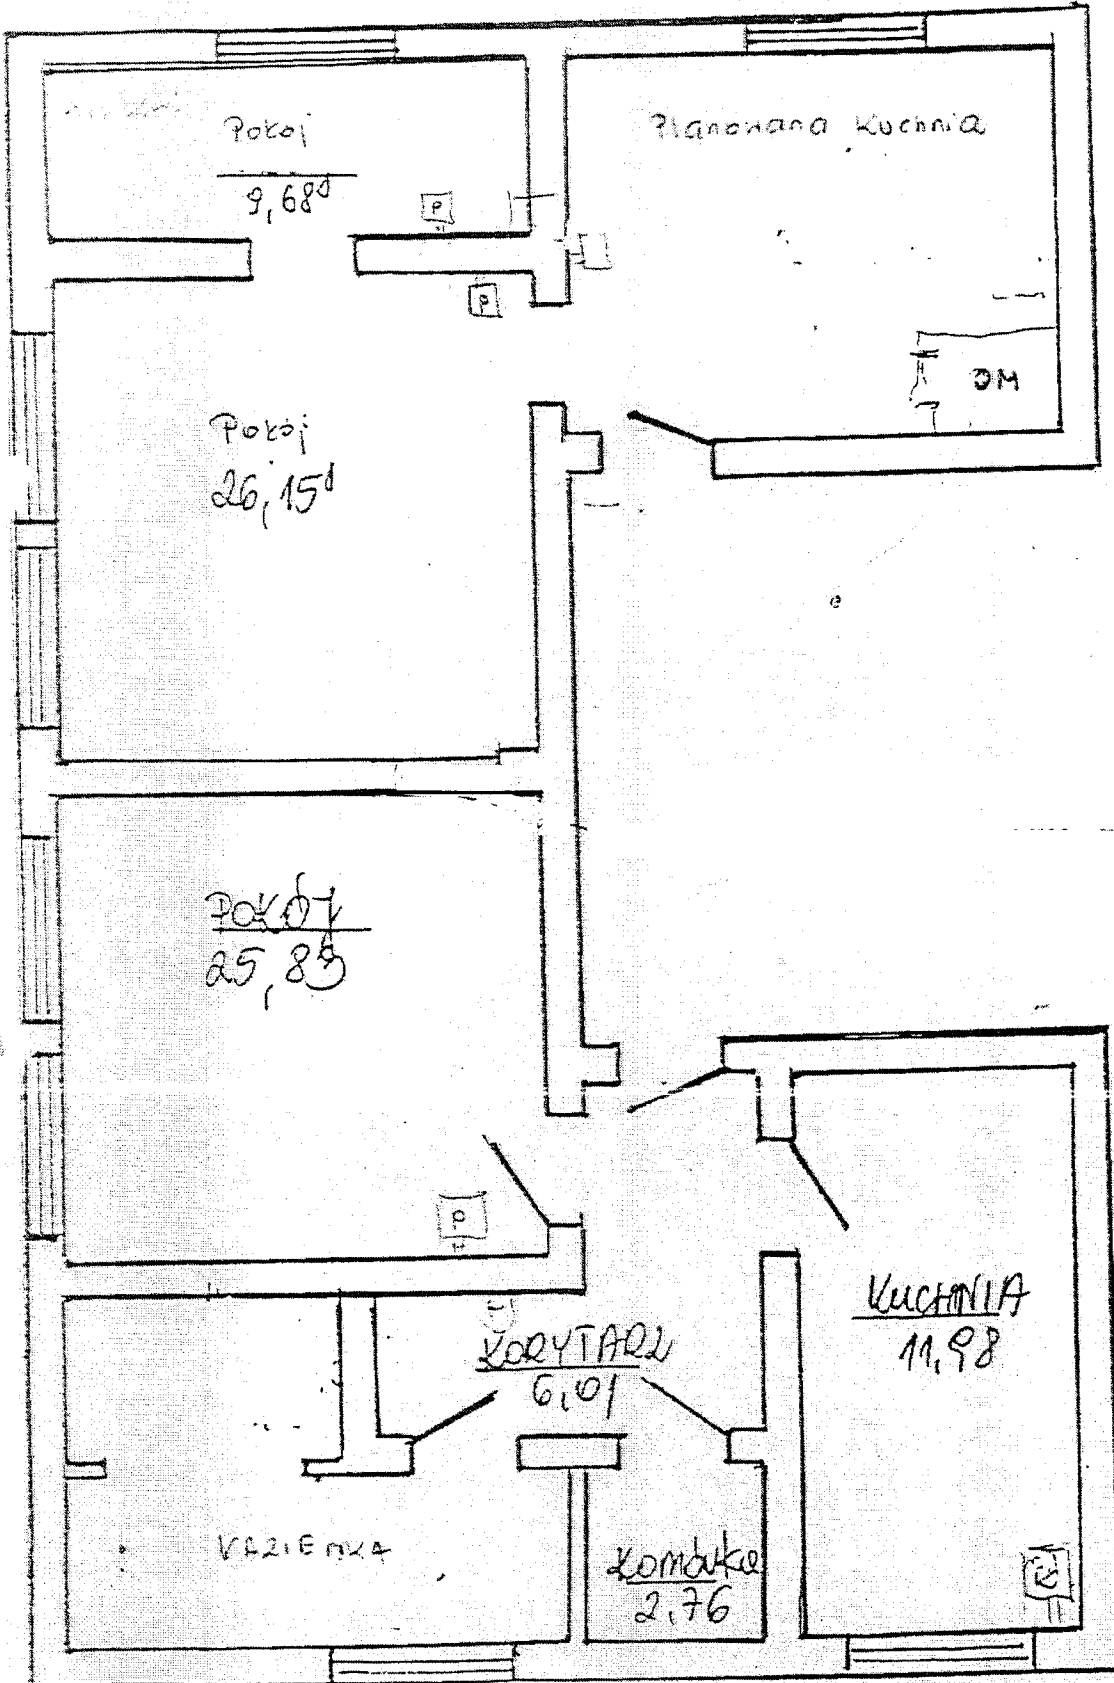 Pokój
9,68
Planowana Kuchnia
P
P
DM
Pokój
26,15
POKÓJ
25,85
P
KUCHNIA
11,98
KORYTARZ
6,01
ŁAZIENKA
Komórka
2,76
K